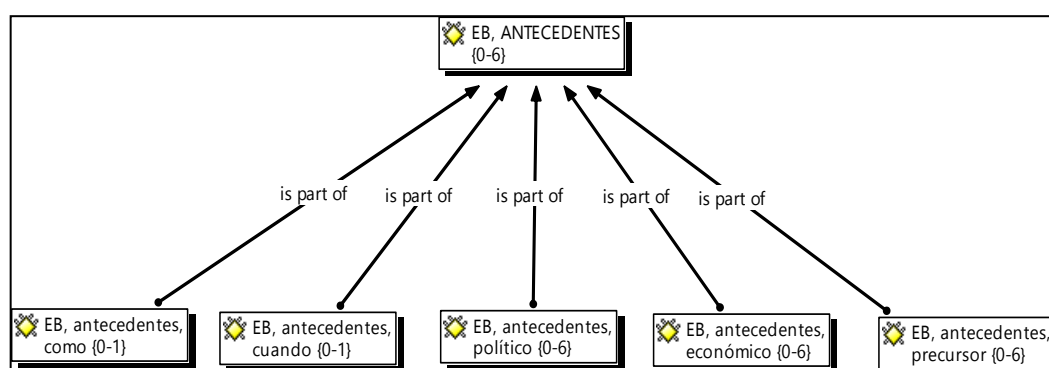 EB, ANTECEDENTES
{0-6}
is part of
is part of
is part of
is part of
is part of
EB, antecedentes,
como {0-1}
EB, antecedentes,
cuando {0-1}
EB, antecedentes,
político {0-6}
EB, antecedentes,
económico {0-6}
EB, antecedentes,
precursor {0-6}